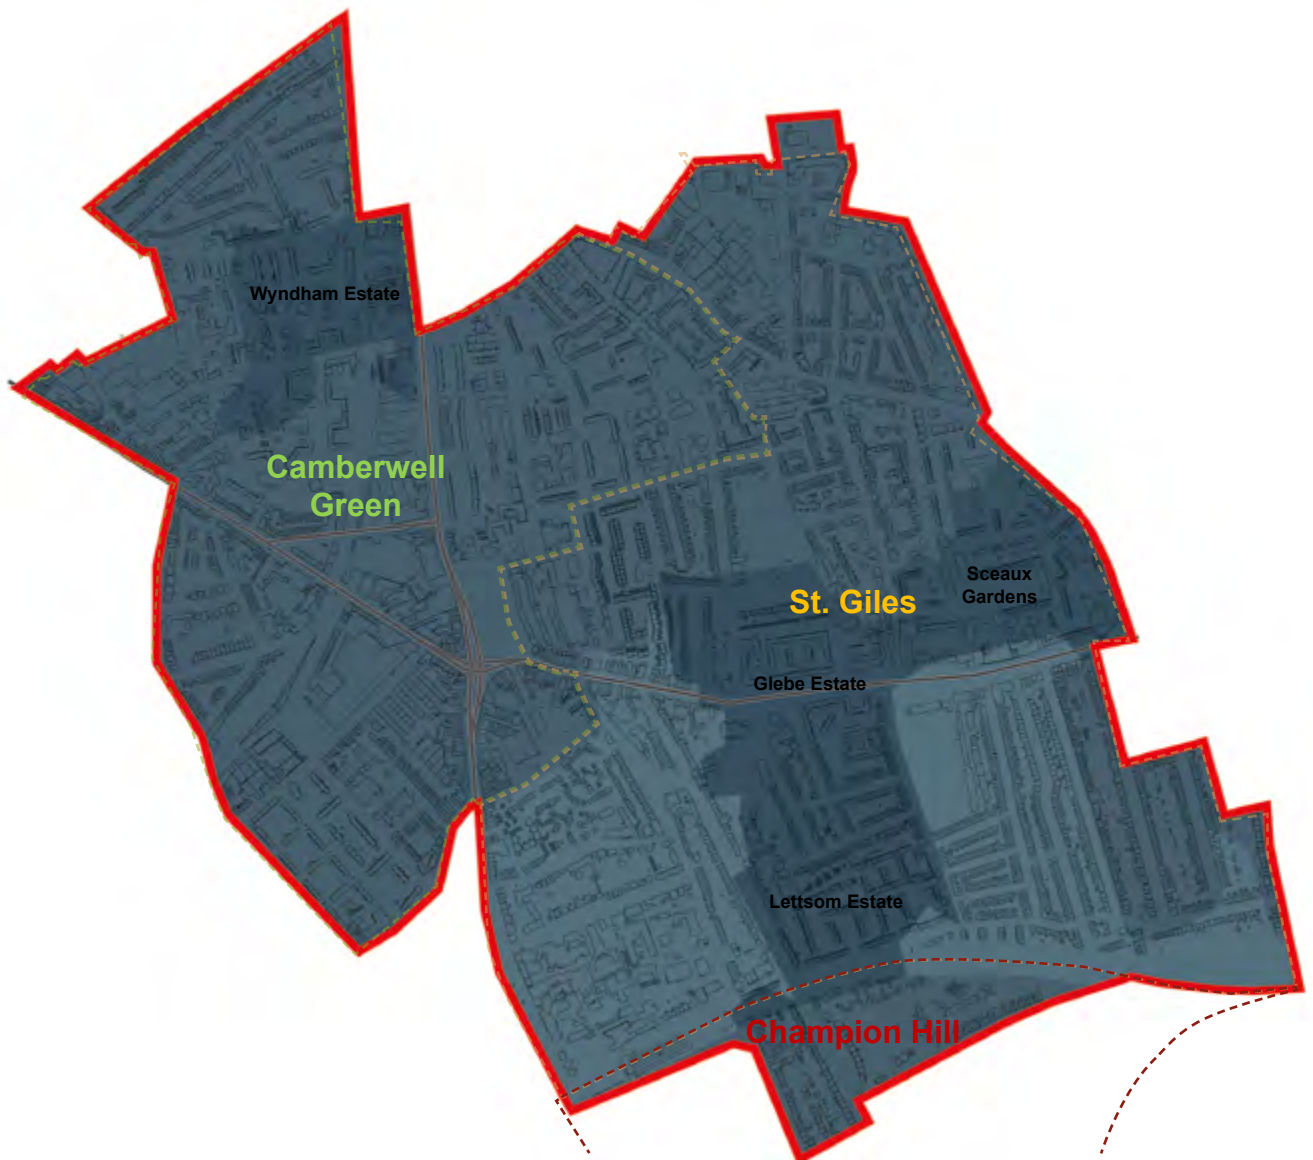 Wyndham Estate
Camberwell
Green
Sceaux
Gardens
St. Giles
Glebe Estate
Lettsom Estate
Champion Hill